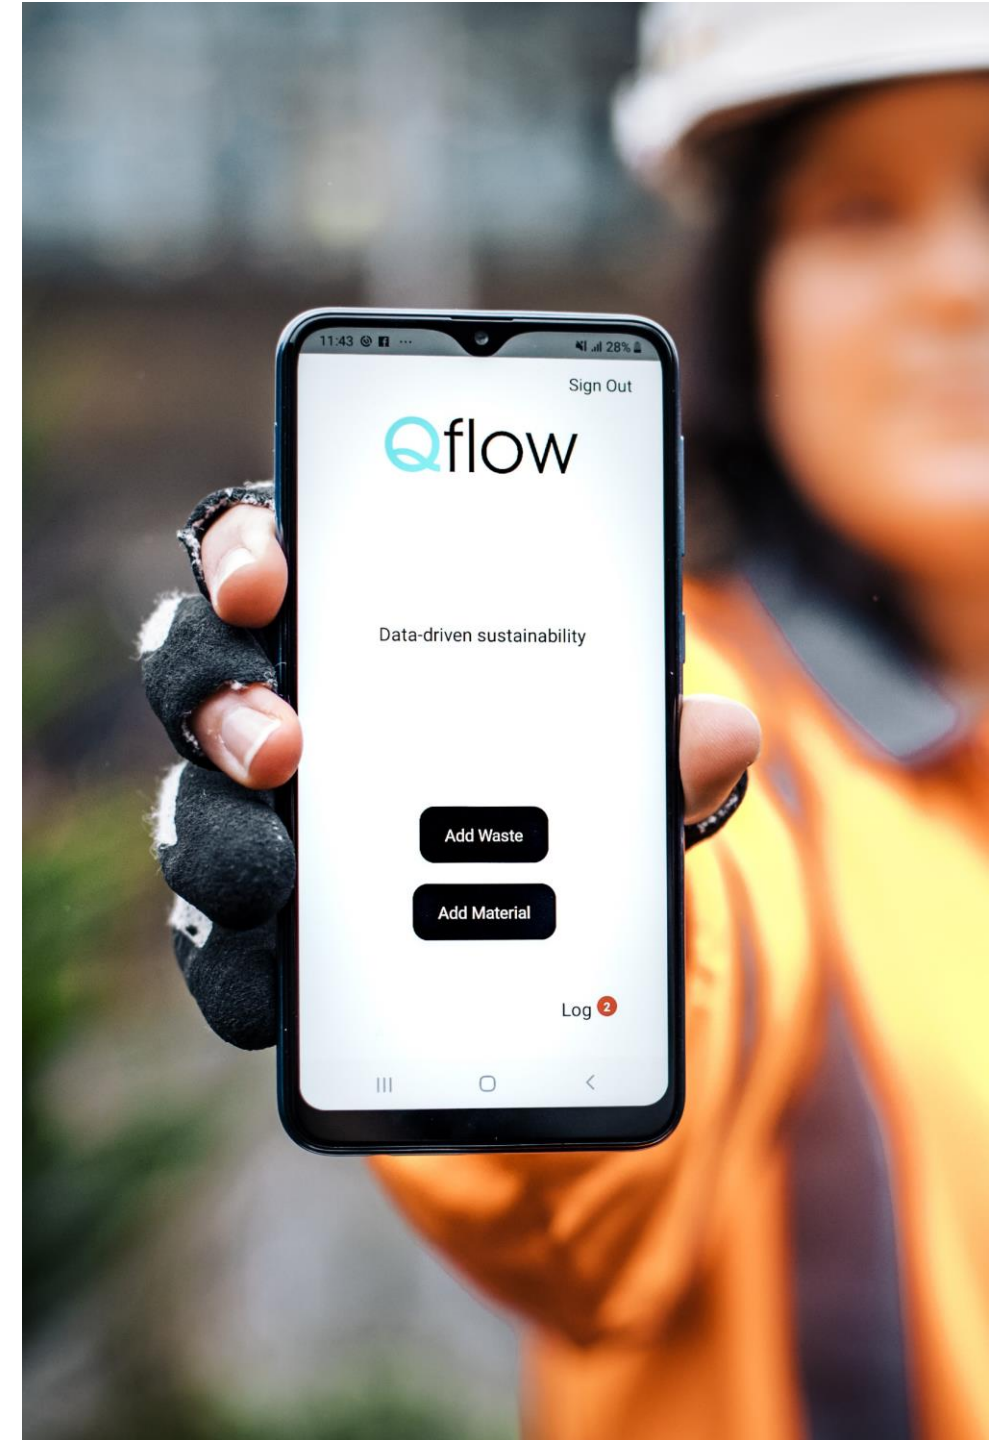 11:43 ... 28%
Sign Out
Qflow
Data-driven sustainability
Add Waste
Add Material
Log 2